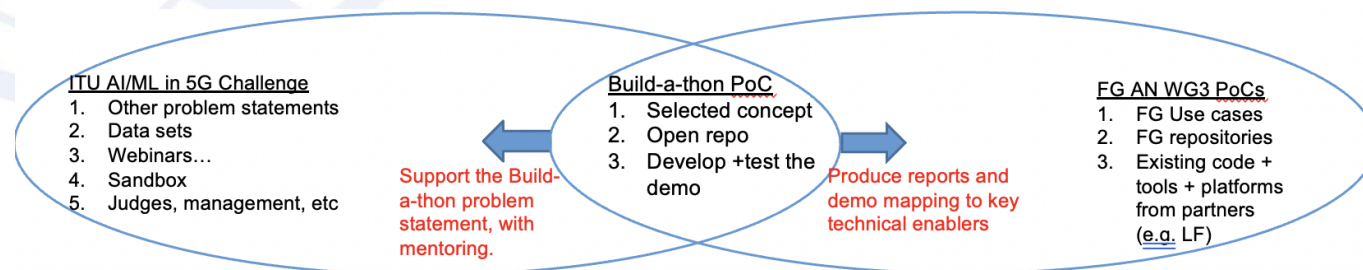 ITU AI/ML in 5G Challenge
1. Other problem statements
2. Data sets
3. Webinars...
4. Sandbox
5. Judges, management, etc
Support the Build-
a-thon problem
statement, with
mentoring.
Build-a-thon PoC
1. Selected concept
2. Open repo
3. Develop +test the
demo
Produce reports and
demo mapping to key
technical enablers
FG AN WG3 PoCs
1. FG Use cases
2. FG repositories
3. Existing code +
tools + platforms
from partners
(e.g. LF)